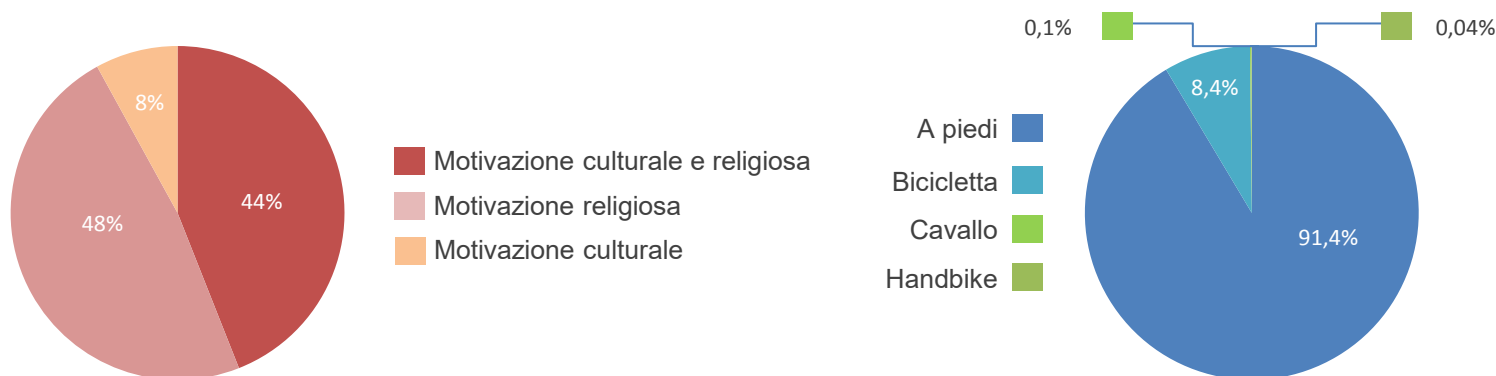 8%
44%
48%
Motivazione culturale e religiosa
Motivazione religiosa
Motivazione culturale
0,1%
0,04%
A piedi
Bicicletta
Cavallo
Handbike
8,4%
91,4%